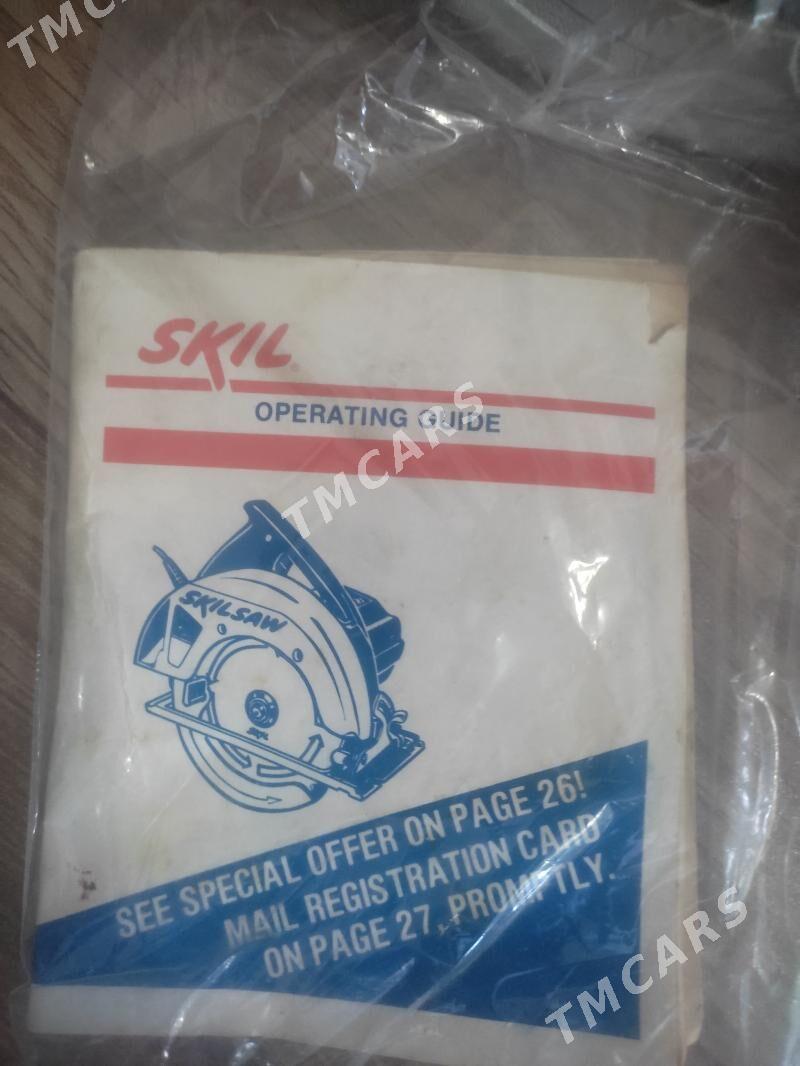 TMCARS
SKIL
OPERATING GUIDE
TMCARS
SKILSAW
SKIL
SEE SPECIAL OFFER ON PAGE 26!
MAIL REGISTRATION CARD
ON PAGE 27, PROMPTLY.
TMCARS